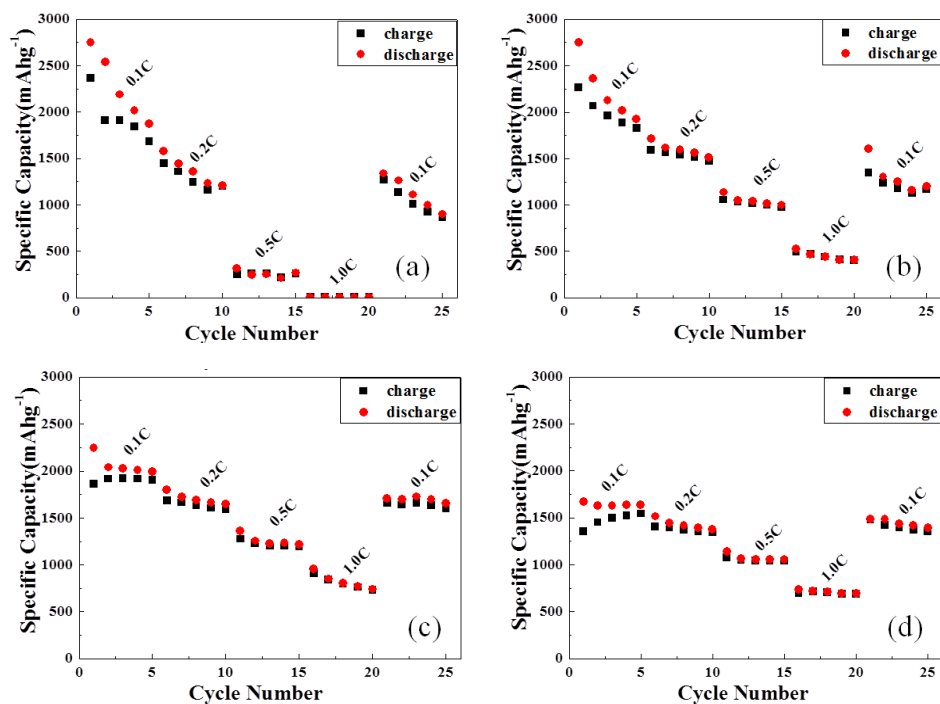 3000
2500
2000
1500
1000
500
0
0 5 10 15 20 25
Specific Capacity(mAhg⁻¹)
Cycle Number
charge
discharge
0.1C
0.2C
0.5C
1.0C
0.1C
(a)
3000
2500
2000
1500
1000
500
0
0 5 10 15 20 25
Specific Capacity(mAhg⁻¹)
Cycle Number
charge
discharge
0.1C
0.2C
0.5C
1.0C
0.1C
(b)
3000
2500
2000
1500
1000
500
0
0 5 10 15 20 25
Specific Capacity(mAhg⁻¹)
Cycle Number
charge
discharge
0.1C
0.2C
0.5C
1.0C
0.1C
(c)
3000
2500
2000
1500
1000
500
0
0 5 10 15 20 25
Specific Capacity(mAhg⁻¹)
Cycle Number
charge
discharge
0.1C
0.2C
0.5C
1.0C
0.1C
(d)